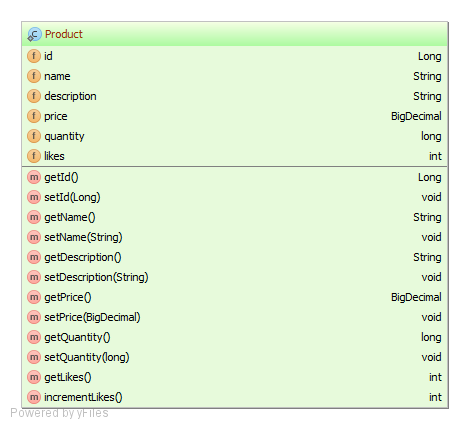 C Product
f id Long
f name String
f description String
f price BigDecimal
f quantity long
f likes int
m getId() Long
m setId(Long) void
m getName() String
m setName(String) void
m getDescription() String
m setDescription(String) void
m getPrice() BigDecimal
m setPrice(BigDecimal) void
m getQuantity() long
m setQuantity(long) void
m getLikes() int
m incrementLikes() int
Powered by yFiles